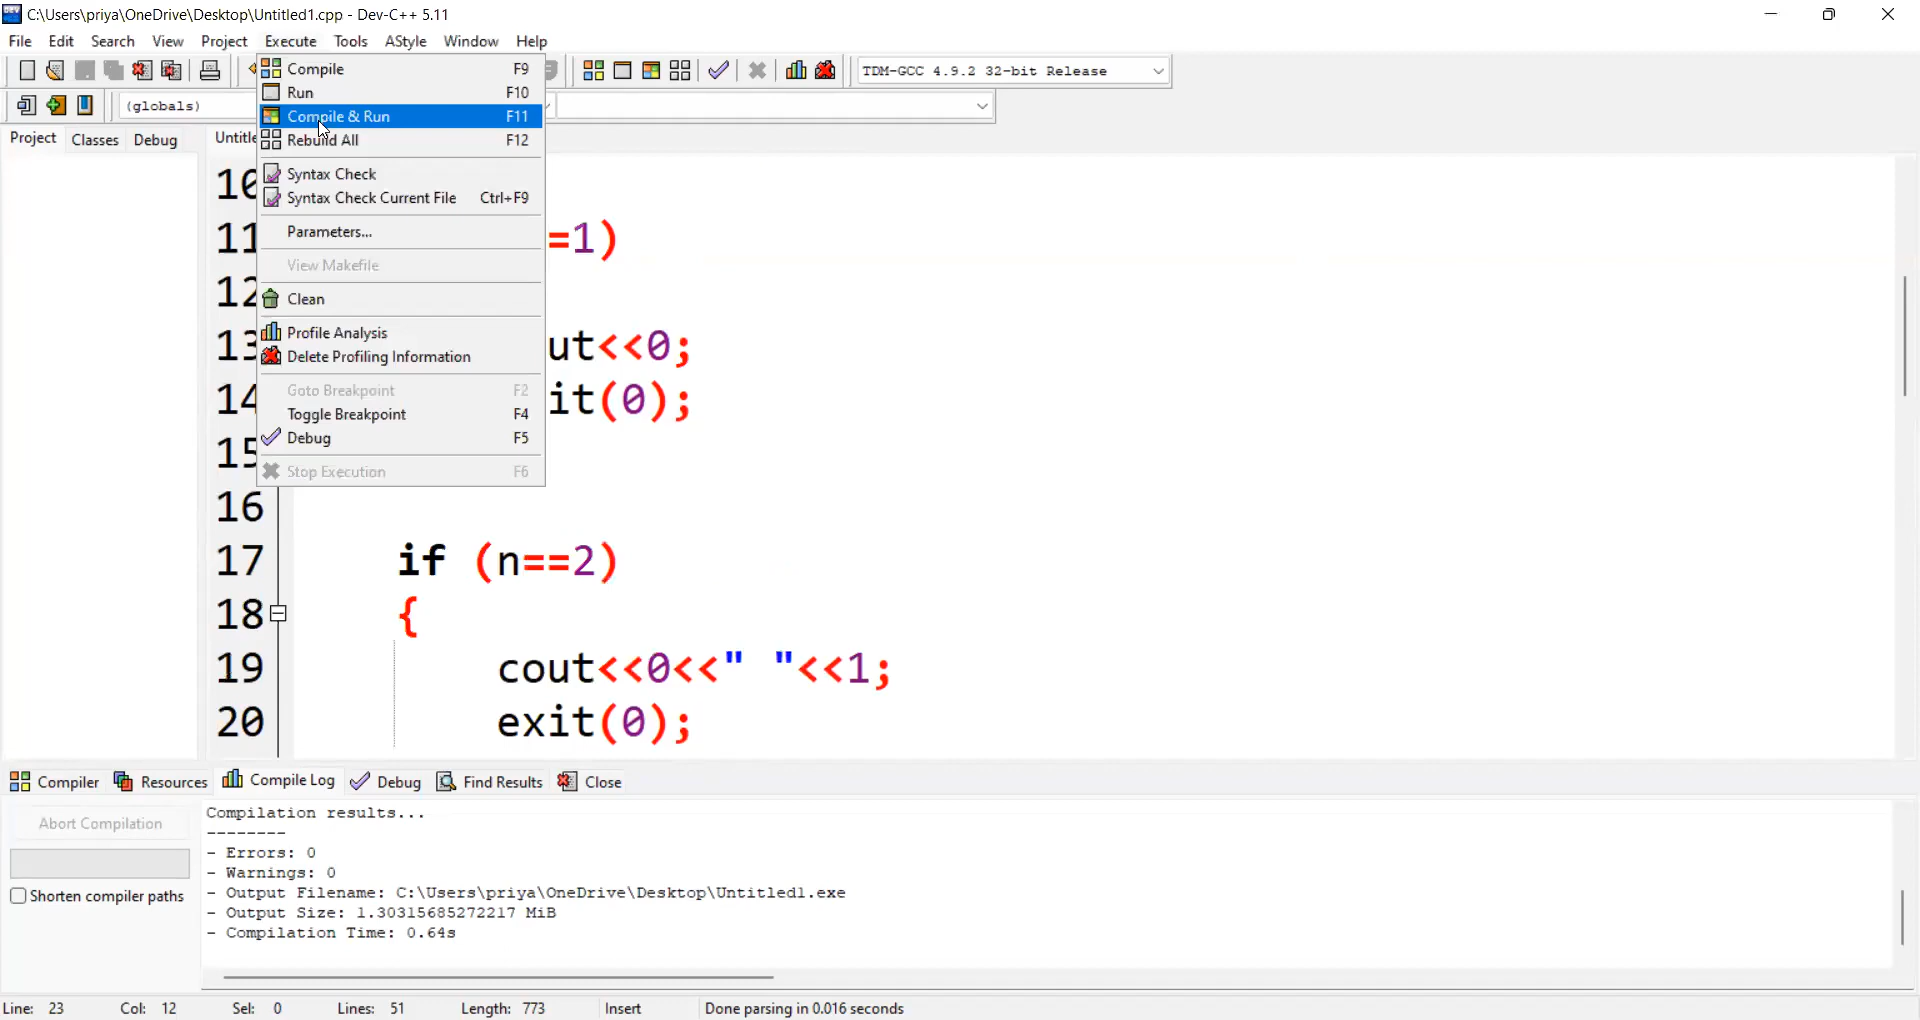 C:\Users\priya\OneDrive\Desktop\Untitled1.cpp - Dev-C++ 5.11
File Edit Search View Project Execute Tools AStyle Window Help
TDM-GCC 4.9.2 32-bit Release
(globals)
Project Classes Debug
Compile F9
Run F10
Compile & Run F11
Rebuild All F12
Syntax Check
Syntax Check Current File Ctrl+F9
Parameters...
View Makefile
Clean
Profile Analysis
Delete Profiling Information
Goto Breakpoint F2
Toggle Breakpoint F4
Debug F5
Stop Execution F6
10
11 =1)
12
13 ut<<0;
14 it(0);
15
16
17 if (n==2)
18 {
19 cout<<0<<" "<<1;
20 exit(0);
Compiler Resources Compile Log Debug Find Results Close
Abort Compilation
Shorten compiler paths
Compilation results...
--------
- Errors: 0
- Warnings: 0
- Output Filename: C:\Users\priya\OneDrive\Desktop\Untitled1.exe
- Output Size: 1.30315685272217 MiB
- Compilation Time: 0.64s
Line: 23 Col: 12 Sel: 0 Lines: 51 Length: 773 Insert Done parsing in 0.016 seconds